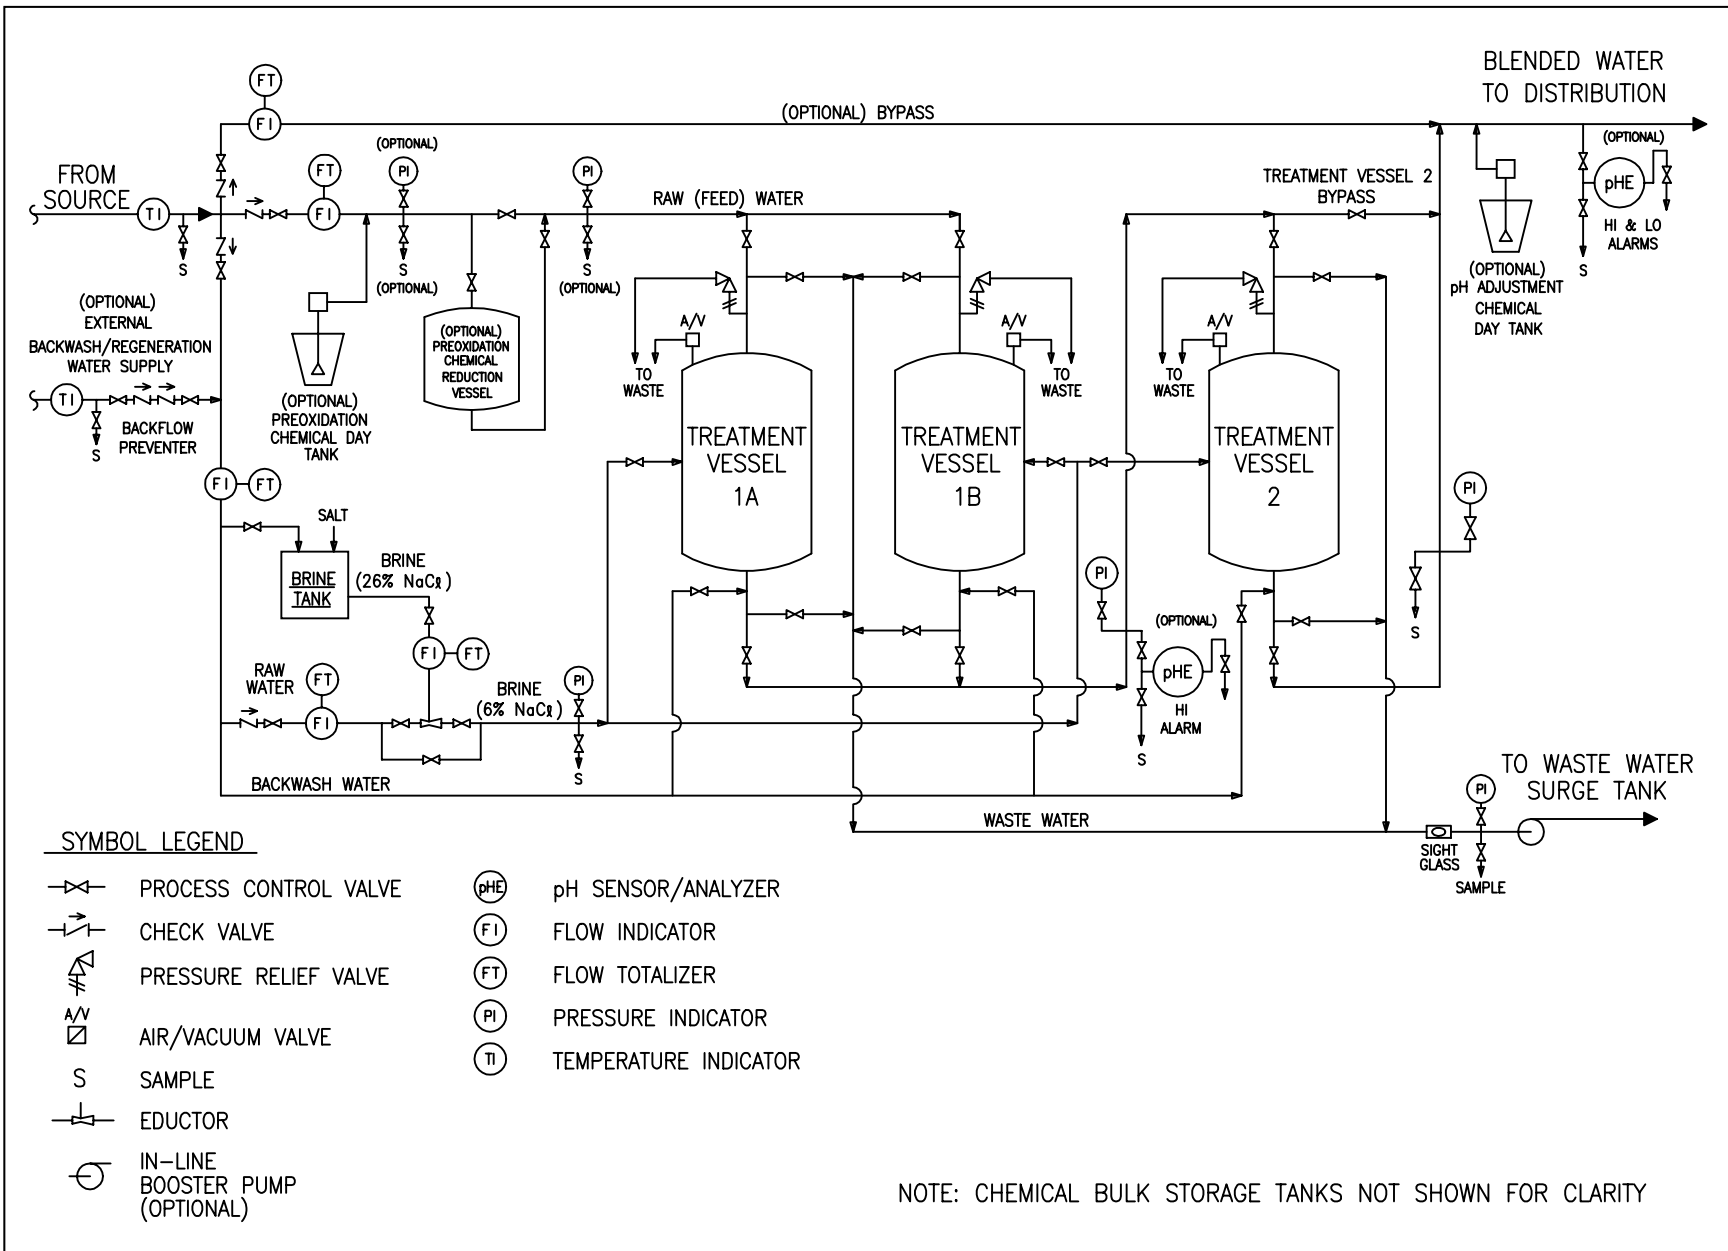 BLENDED WATER
TO DISTRIBUTION
FT
FI
(OPTIONAL) BYPASS
(OPTIONAL)
pHE
HI & LO
ALARMS
S
FROM
SOURCE
TI
S
FT
FI
(OPTIONAL)
PI
S
(OPTIONAL)
PI
S
(OPTIONAL)
RAW (FEED) WATER
TREATMENT VESSEL 2
BYPASS
(OPTIONAL)
pH ADJUSTMENT
CHEMICAL
DAY TANK
(OPTIONAL)
EXTERNAL
BACKWASH/REGENERATION
WATER SUPPLY
TI
S
BACKFLOW
PREVENTER
(OPTIONAL)
PREOXIDATION
CHEMICAL DAY
TANK
(OPTIONAL)
PREOXIDATION
CHEMICAL
REDUCTION
VESSEL
A/V
TO
WASTE
A/V
TO
WASTE
A/V
TO
WASTE
TREATMENT
VESSEL
1A
TREATMENT
VESSEL
1B
TREATMENT
VESSEL
2
PI
S
FI
FT
SALT
BRINE
TANK
BRINE
(26% NaCl)
FI
FT
RAW
WATER
FT
FI
BRINE
(6% NaCl)
PI
S
PI
(OPTIONAL)
pHE
HI
ALARM
S
BACKWASH WATER
WASTE WATER
TO WASTE WATER
SURGE TANK
PI
SIGHT
GLASS
SAMPLE
SYMBOL LEGEND
PROCESS CONTROL VALVE
CHECK VALVE
PRESSURE RELIEF VALVE
A/V
AIR/VACUUM VALVE
S SAMPLE
EDUCTOR
IN-LINE
BOOSTER PUMP
(OPTIONAL)
pHE pH SENSOR/ANALYZER
FI FLOW INDICATOR
FT FLOW TOTALIZER
PI PRESSURE INDICATOR
TI TEMPERATURE INDICATOR
NOTE: CHEMICAL BULK STORAGE TANKS NOT SHOWN FOR CLARITY